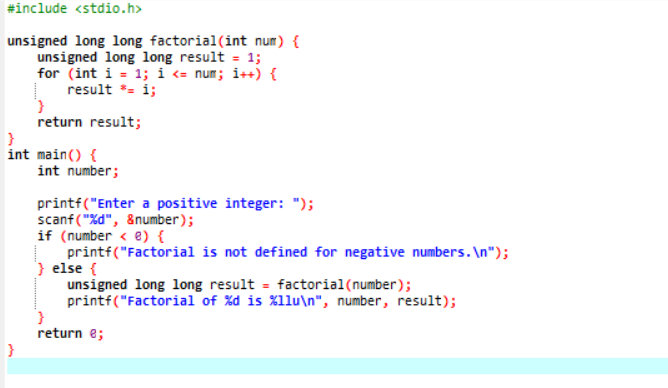 #include <stdio.h>

unsigned long long factorial(int num) {
    unsigned long long result = 1;
    for (int i = 1; i <= num; i++) {
        result *= i;
    }
    return result;
}
int main() {
    int number;

    printf("Enter a positive integer: ");
    scanf("%d", &number);
    if (number < 0) {
        printf("Factorial is not defined for negative numbers.\n");
    } else {
        unsigned long long result = factorial(number);
        printf("Factorial of %d is %llu\n", number, result);
    }
    return 0;
}